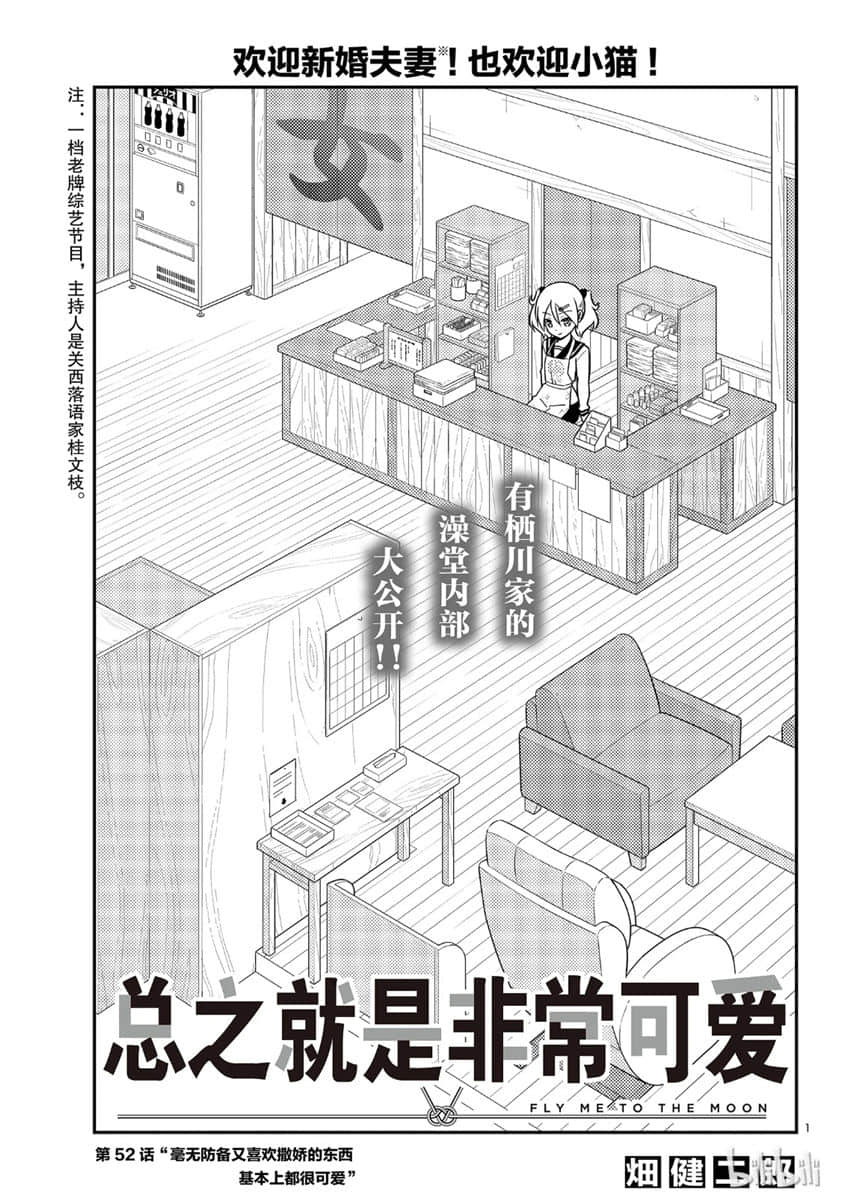 欢迎新婚夫妻※！也欢迎小猫！
注：一档老牌综艺节目，主持人是关西落语家桂文枝。
女
有栖川家的
澡堂内部
大公开!!
总之就是非常可爱
FLY ME TO THE MOON
1
第 52 话“毫无防备又喜欢撒娇的东西
基本上都很可爱”
畑健二郎
bilibili